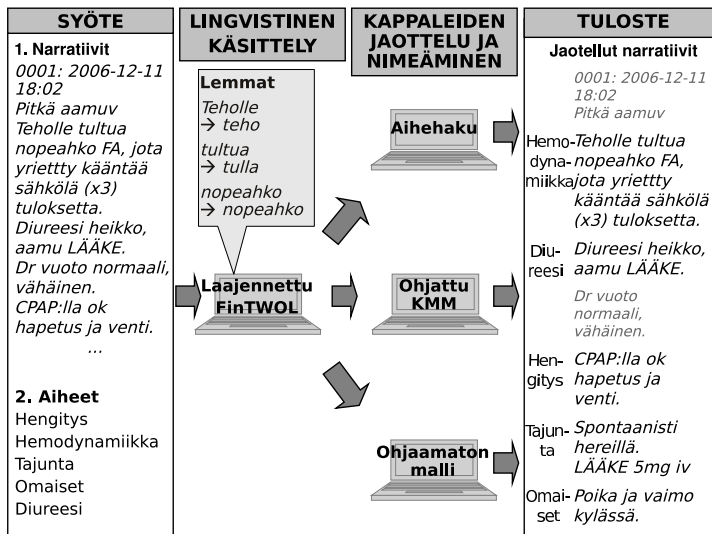 SYÖTE
1. Narratiivit
0001: 2006-12-11
18:02
Pitkä aamuv
Teholle tultua
nopeahko FA, jota
yriettty kääntää
sähkölä (x3)
tuloksetta.
Diureesi heikko,
aamu LÄÄKE.
Dr vuoto normaali,
vähäinen.
CPAP:lla ok
hapetus ja venti.
...
2. Aiheet
Hengitys
Hemodynamiikka
Tajunta
Omaiset
Diureesi
LINGVISTINEN
KÄSITTELY
Lemmat
Teholle
→ teho
tultua
→ tulla
nopeahko
→ nopeahko
Laajennettu
FinTWOL
KAPPALEIDEN
JAOTTELU JA
NIMEÄMINEN
Aihehaku
Ohjattu
KMM
Ohjaamaton
malli
TULOSTE
Jaotellut narratiivit
0001: 2006-12-11
18:02
Pitkä aamuv
Hemo-
dyna-
miikka
Teholle tultua
nopeahko FA,
jota yriettty
kääntää sähkölä
(x3) tuloksetta.
Diu-
reesi
Diureesi heikko,
aamu LÄÄKE.
Dr vuoto
normaali,
vähäinen.
Hen-
gitys
CPAP:lla ok
hapetus ja
venti.
Tajun-
ta
Spontaanisti
hereillä.
LÄÄKE 5mg iv
Omai-
set
Poika ja vaimo
kylässä.